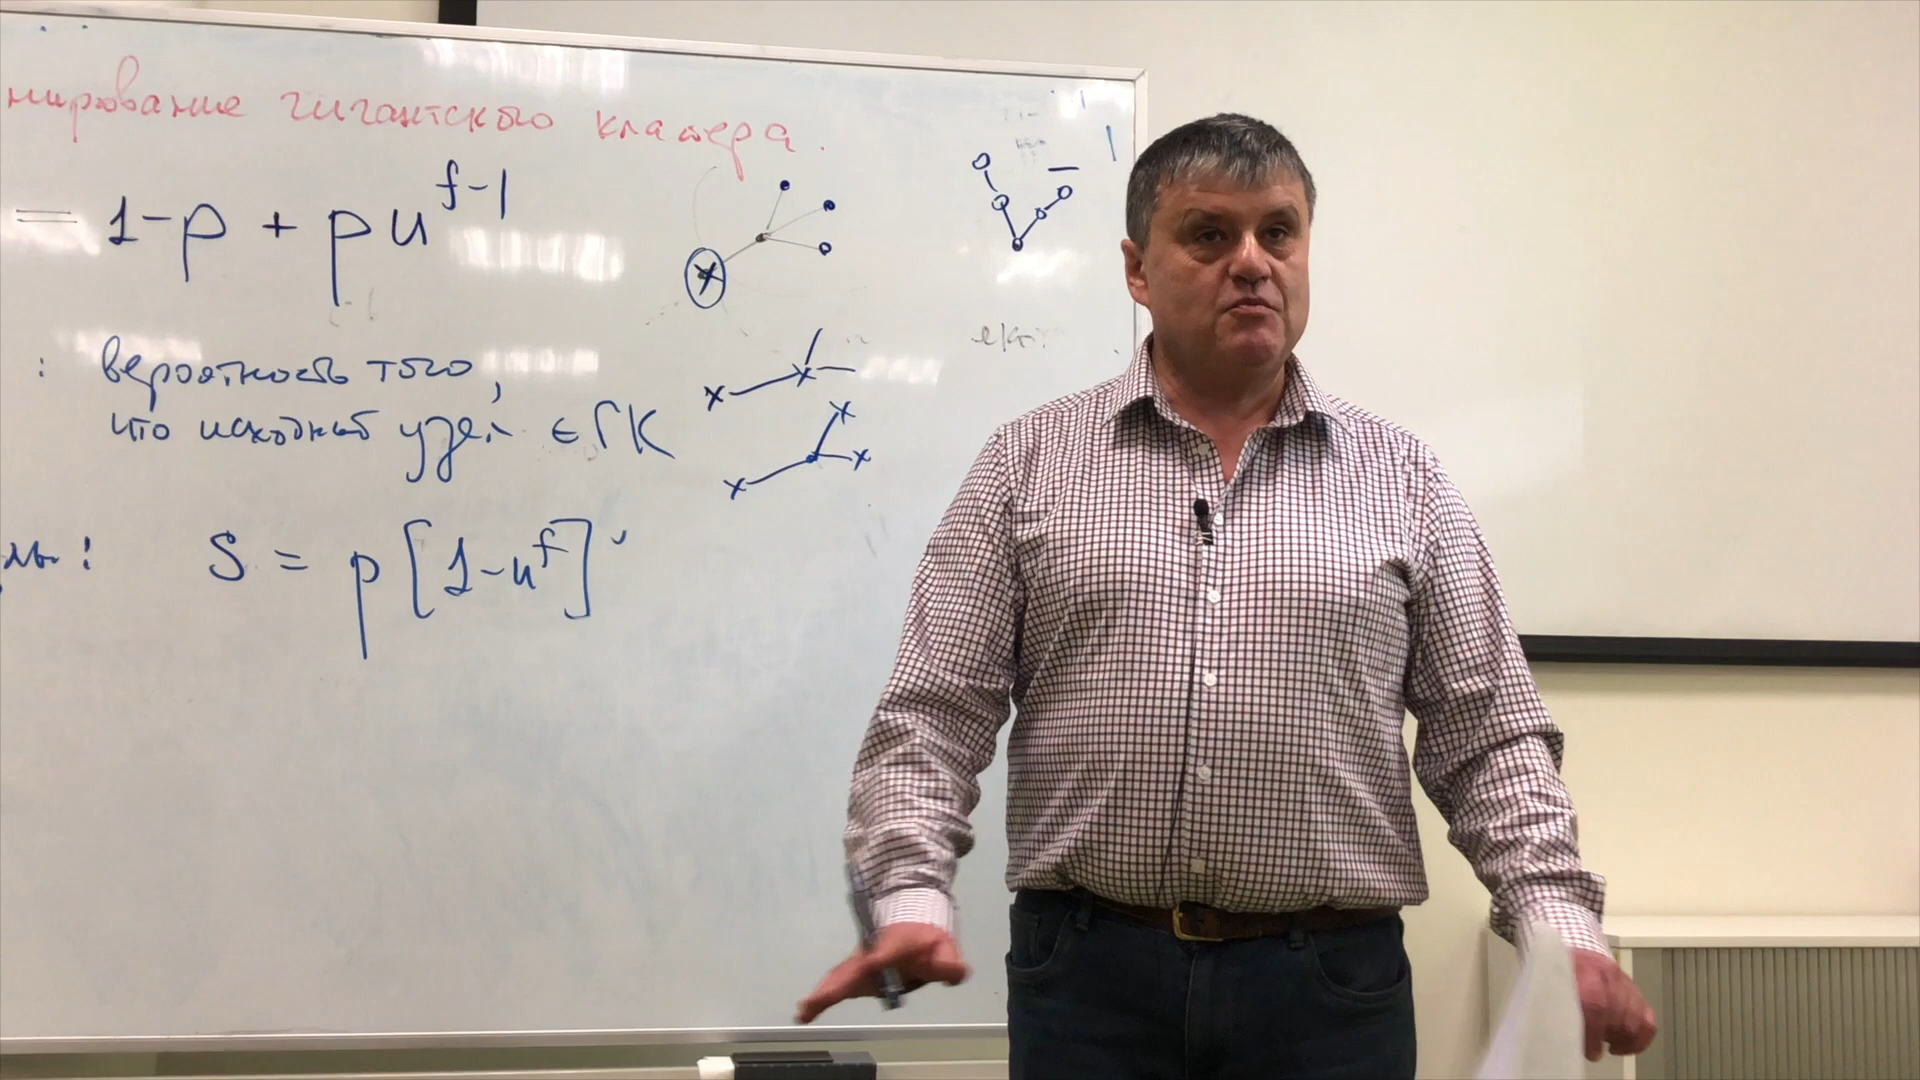 нирование гигантского кластера.
= 1-p + pu^{f-1}
: вероятность того,
что исходный узел ∈ ГК
S = p[1-u^f]